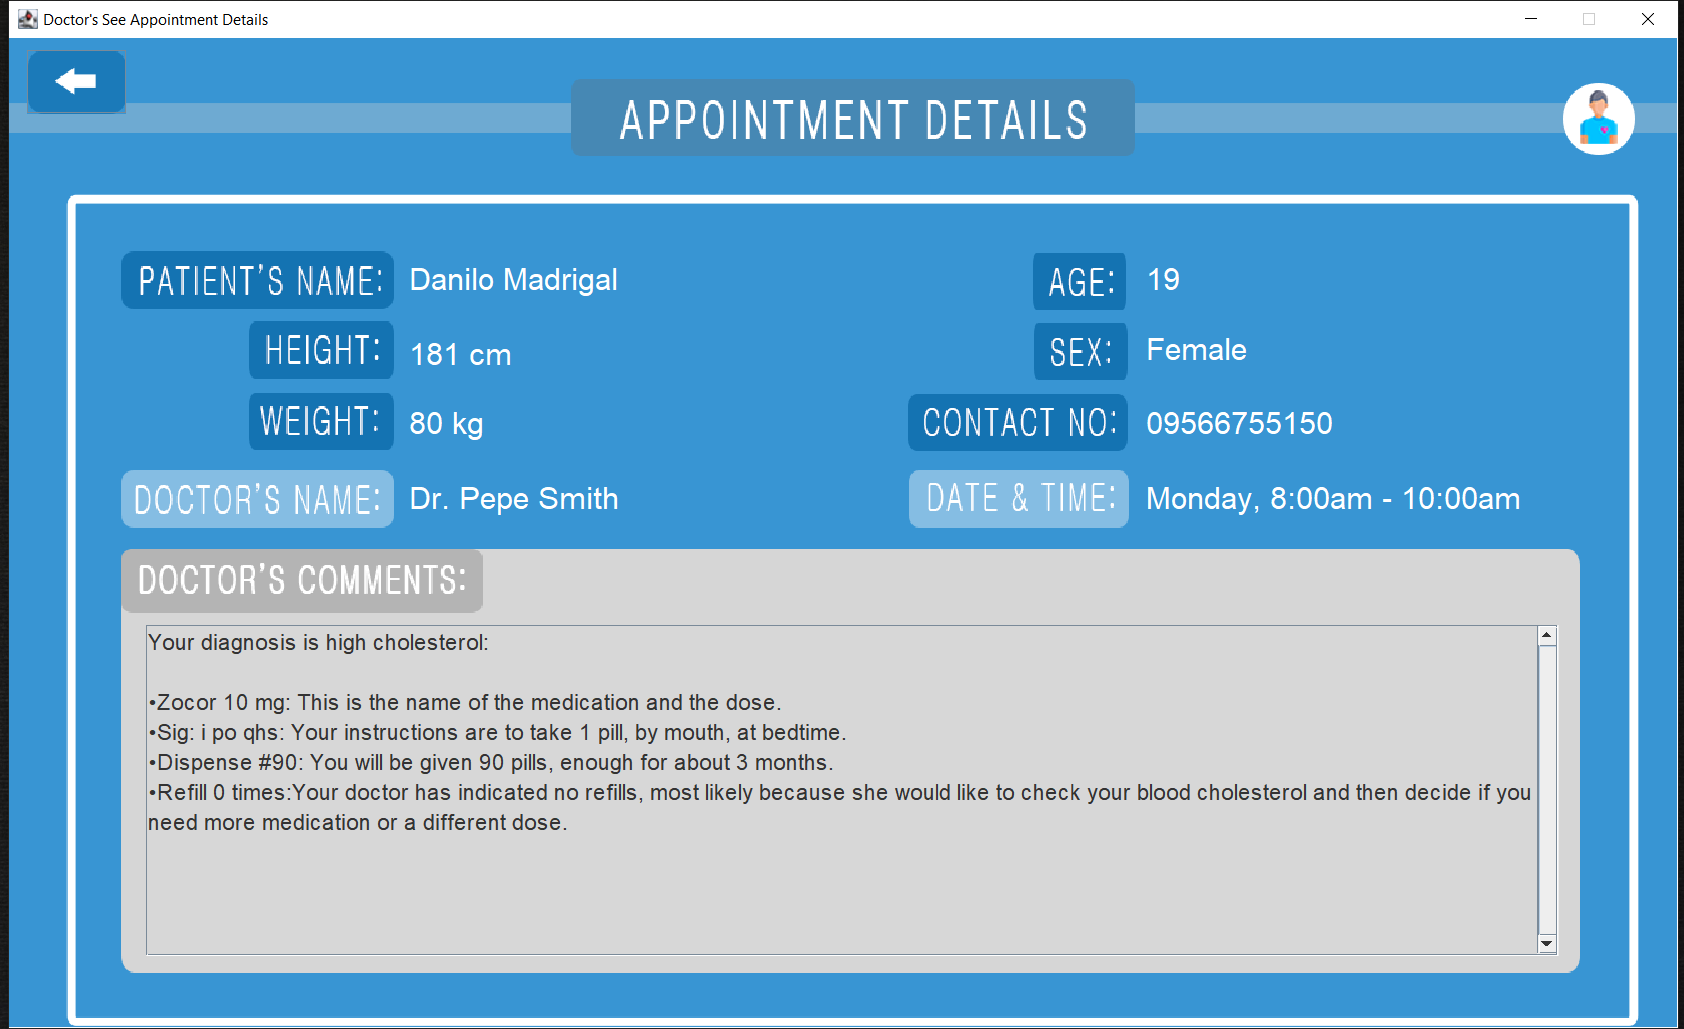 Doctor's See Appointment Details
APPOINTMENT DETAILS
PATIENT'S NAME: Danilo Madrigal
AGE: 19
HEIGHT: 181 cm
SEX: Female
WEIGHT: 80 kg
CONTACT NO: 09566755150
DOCTOR'S NAME: Dr. Pepe Smith
DATE & TIME: Monday, 8:00am - 10:00am
DOCTOR'S COMMENTS:
Your diagnosis is high cholesterol:
•Zocor 10 mg: This is the name of the medication and the dose.
•Sig: i po qhs: Your instructions are to take 1 pill, by mouth, at bedtime.
•Dispense #90: You will be given 90 pills, enough for about 3 months.
•Refill 0 times:Your doctor has indicated no refills, most likely because she would like to check your blood cholesterol and then decide if you
need more medication or a different dose.